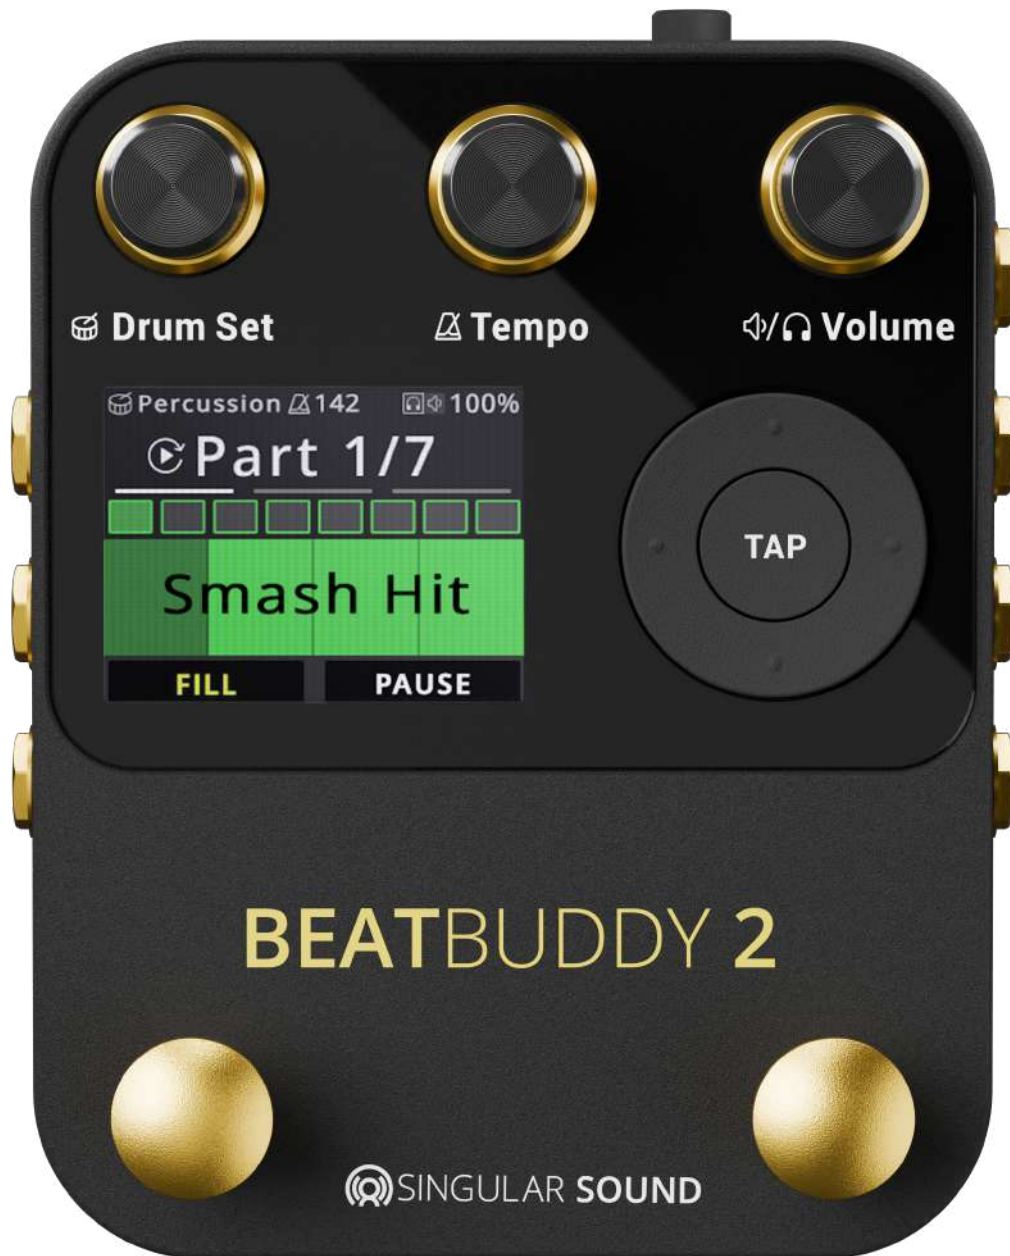 Drum Set
Tempo
/ Volume
Percussion 142 100%
Part 1/7
Smash Hit
TAP
FILL PAUSE
BEATBUDDY 2
SINGULAR SOUND